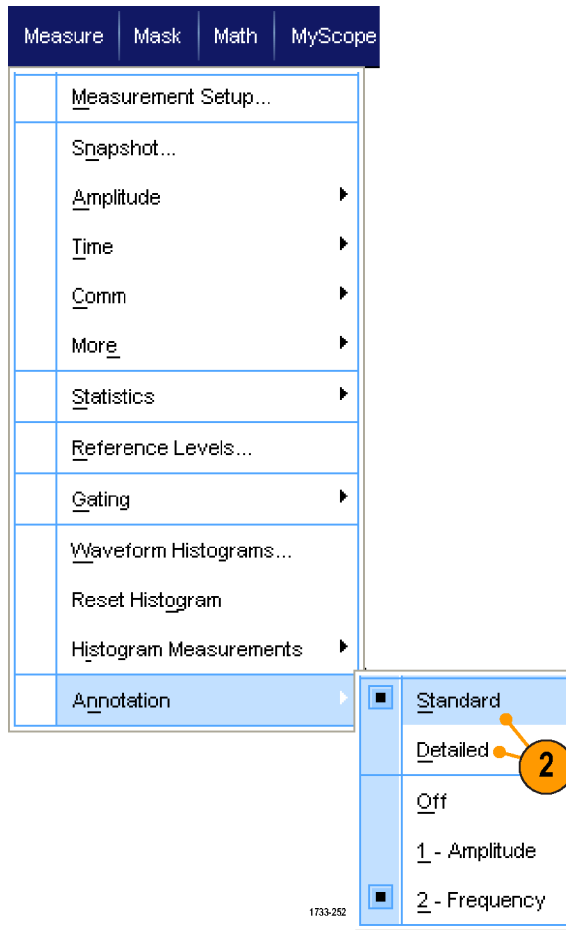 Measure Mask Math MyScope
Measurement Setup...
Snapshot...
Amplitude
Time
Comm
More
Statistics
Reference Levels...
Gating
Waveform Histograms...
Reset Histogram
Histogram Measurements
Annotation
Standard
Detailed
2
Off
1 - Amplitude
2 - Frequency
1733-252